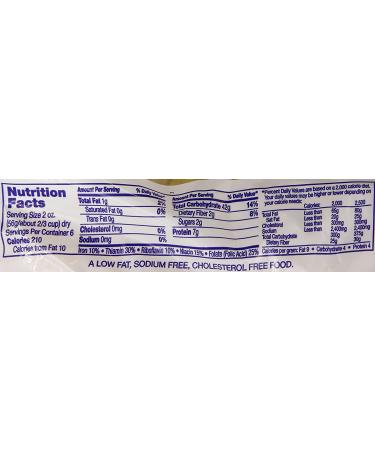 Nutrition
Facts
Serving Size 2 oz.
(56g/about 2/3 cup) dry
Servings Per Container 6
Calories 210
Calories from Fat 10
Amount Per Serving % Daily Value*
Total Fat 1g 2%
Saturated Fat 0g 0%
Trans Fat 0g
Cholesterol 0mg 0%
Sodium 0mg 0%
Amount Per Serving % Daily Value*
Total Carbohydrate 42g 14%
Dietary Fiber 2g 8%
Sugars 2g
Protein 7g
Iron 10% • Thiamin 30% • Riboflavin 10% • Niacin 15% • Folate (Folic Acid) 25%
*Percent Daily Values are based on a 2,000 calorie diet.
Your daily values may be higher or lower depending on
your calorie needs:
Calories: 2,000 2,500
Total Fat Less than 65g 80g
Sat Fat Less than 20g 25g
Cholesterol Less than 300mg 300mg
Sodium Less than 2,400mg 2,400mg
Total Carbohydrate 300g 375g
Dietary Fiber 25g 30g
Calories per gram: Fat 9 • Carbohydrate 4 • Protein 4
A LOW FAT, SODIUM FREE, CHOLESTEROL FREE FOOD.